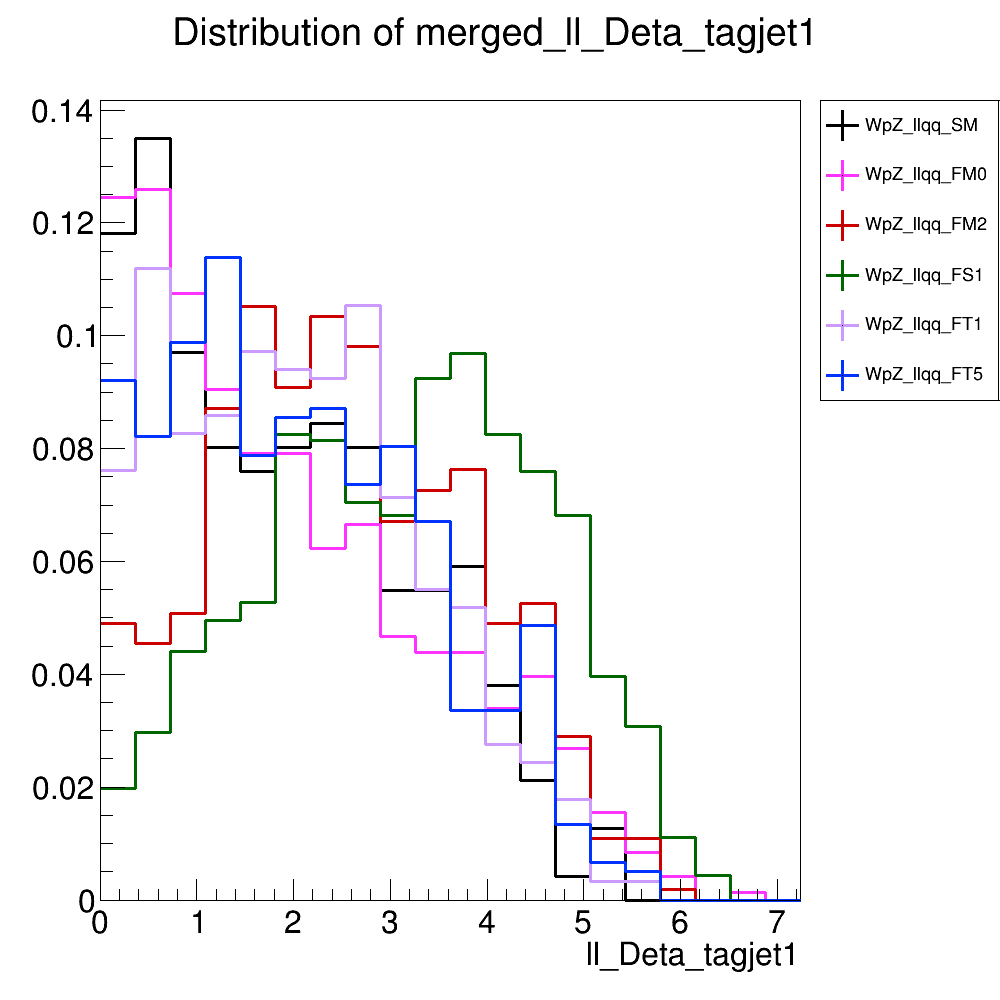 Distribution of merged_ll_Deta_tagjet1
0.14
0.12
0.1
0.08
0.06
0.04
0.02
0
0 1 2 3 4 5 6 7
ll_Deta_tagjet1
WpZ_llqq_SM
WpZ_llqq_FM0
WpZ_llqq_FM2
WpZ_llqq_FS1
WpZ_llqq_FT1
WpZ_llqq_FT5